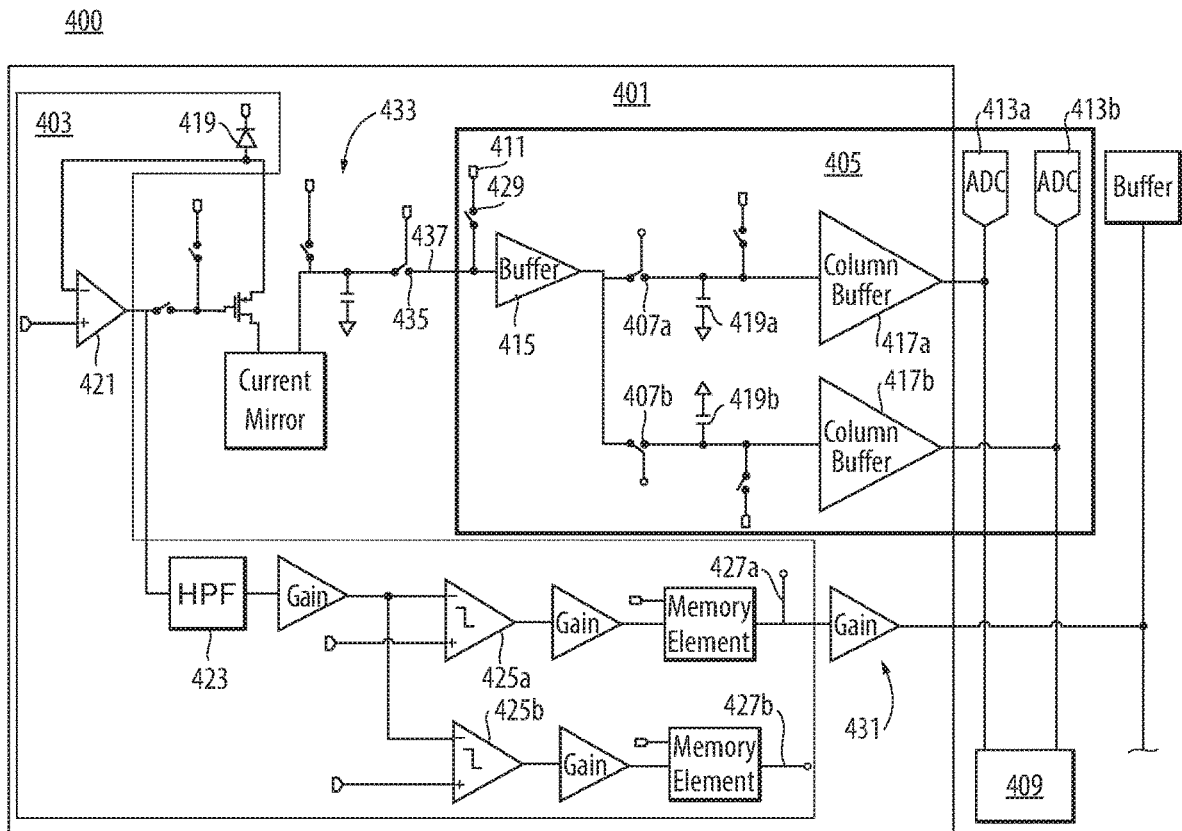 400
403
419
433
401
413a
413b
411
429
405
ADC
ADC
Buffer
437
Buffer
Column
Buffer
435
415
407a
419a
417a
−
+
421
Current
Mirror
407b
419b
417b
Column
Buffer
427a
HPF
Gain
−
+
Gain
Memory
Element
Gain
423
425a
425b
427b
431
−
+
Gain
Memory
Element
409